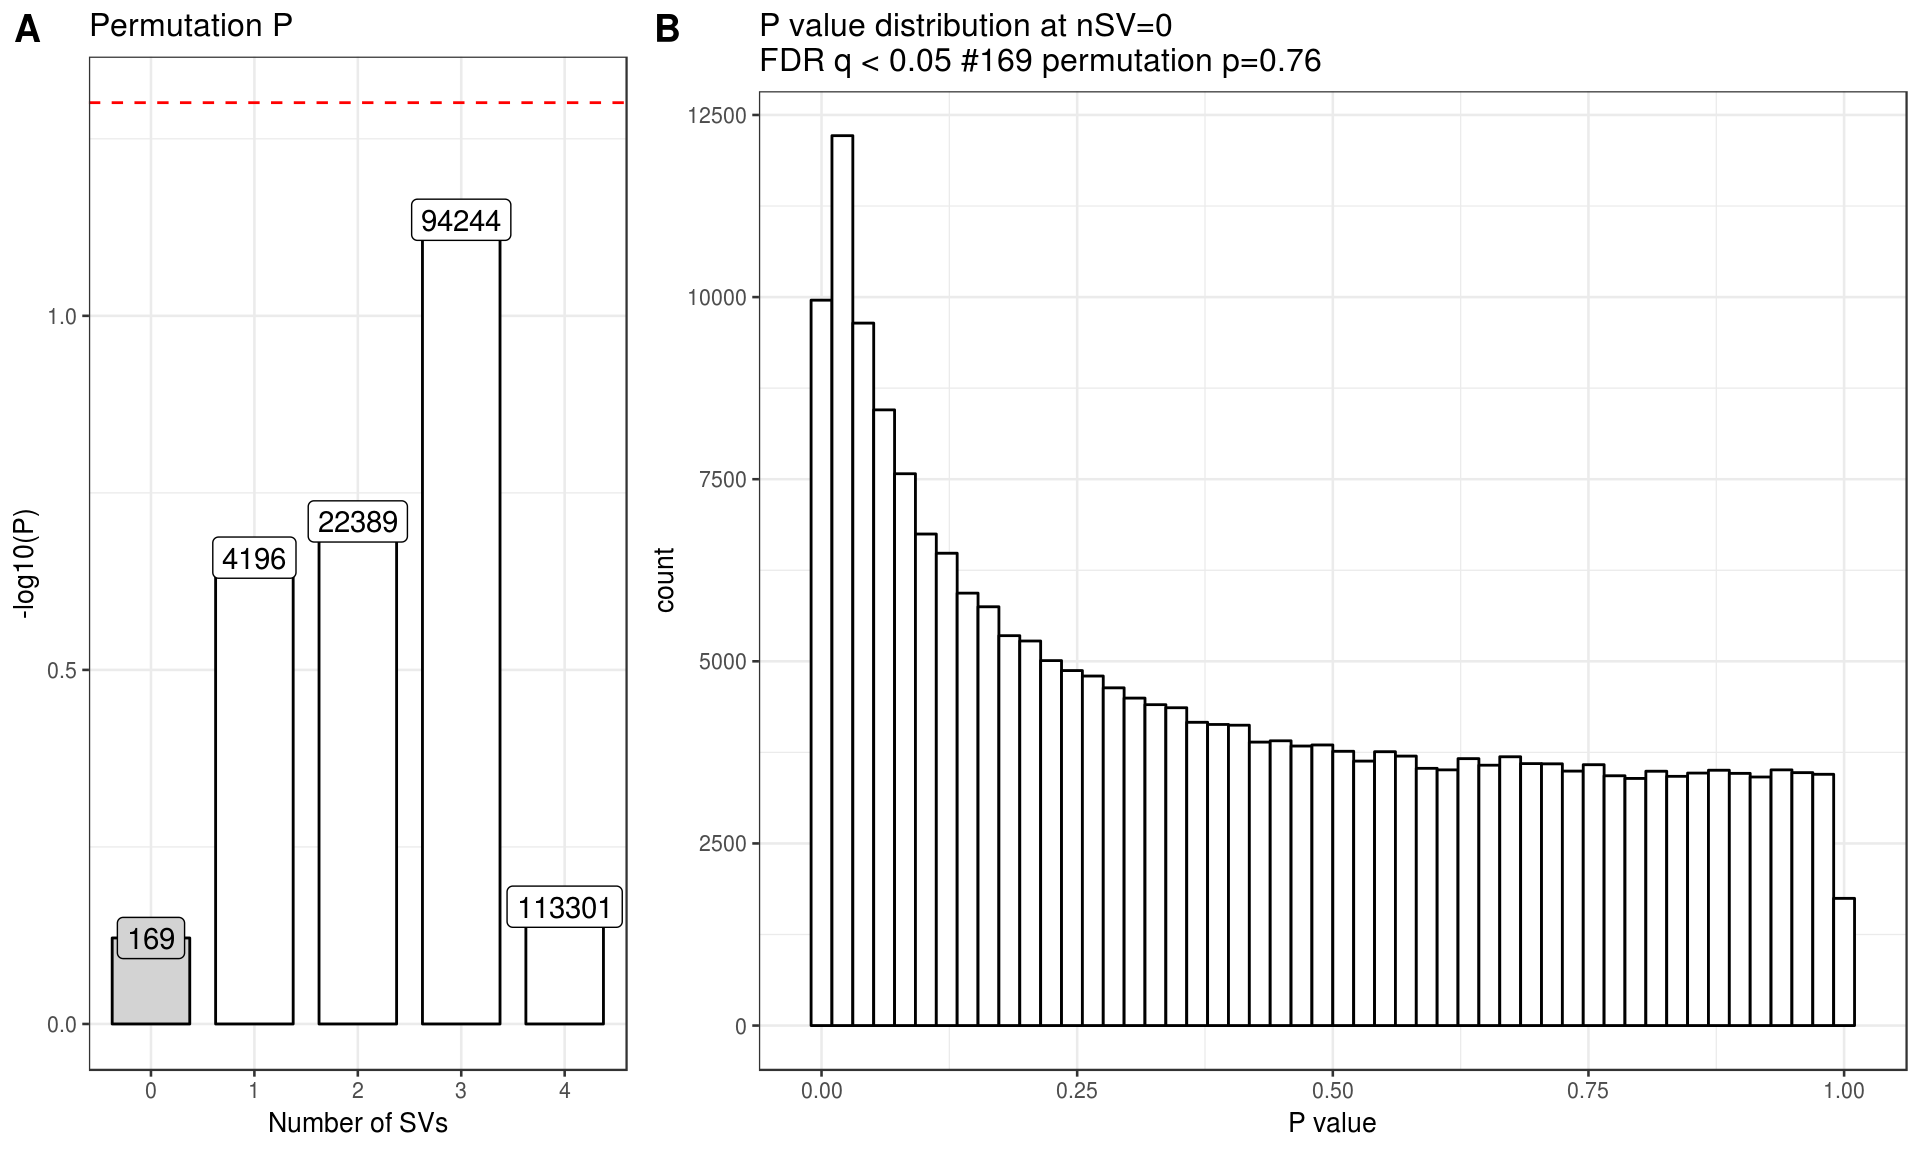 A
Permutation P
-log10(P)
1.0
0.5
0.0
94244
22389
4196
113301
169
0 1 2 3 4
Number of SVs
B
P value distribution at nSV=0
FDR q < 0.05 #169 permutation p=0.76
count
12500
10000
7500
5000
2500
0
0.00 0.25 0.50 0.75 1.00
P value